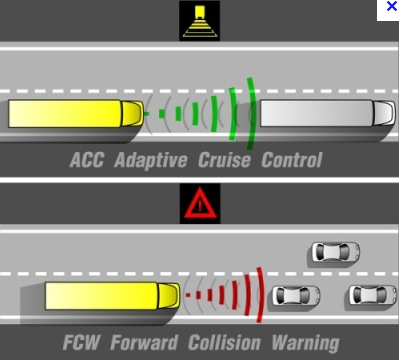 ACC Adaptive Cruise Control
FCW Forward Collision Warning